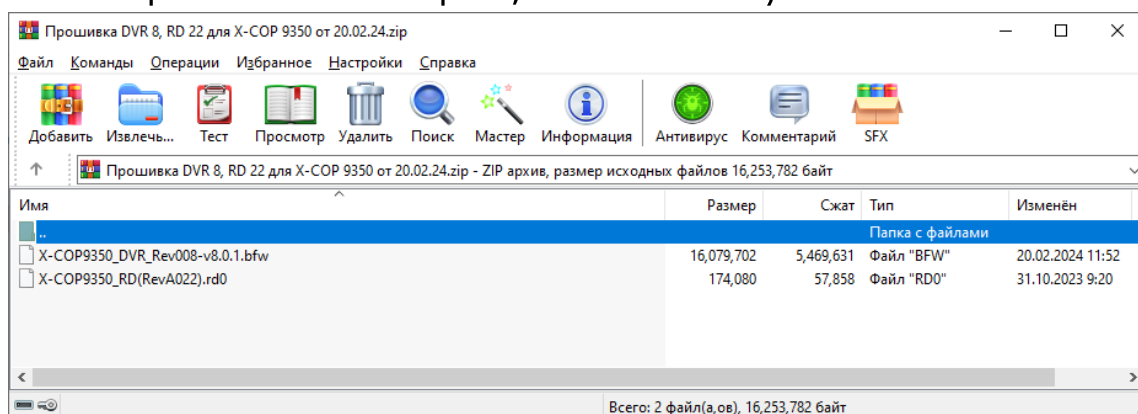 Прошивка DVR 8, RD 22 для X-COP 9350 от 20.02.24.zip
Файл Команды Операции Избранное Настройки Справка
Добавить Извлечь... Тест Просмотр Удалить Поиск Мастер Информация Антивирус Комментарий SFX
Прошивка DVR 8, RD 22 для X-COP 9350 от 20.02.24.zip - ZIP архив, размер исходных файлов 16,253,782 байт
Имя Размер Сжат Тип Изменён
.. Папка с файлами
X-COP9350_DVR_Rev008-v8.0.1.bfw 16,079,702 5,469,631 Файл "BFW" 20.02.2024 11:52
X-COP9350_RD(RevA022).rd0 174,080 57,858 Файл "RD0" 31.10.2023 9:20
Всего: 2 файл(а,ов), 16,253,782 байт